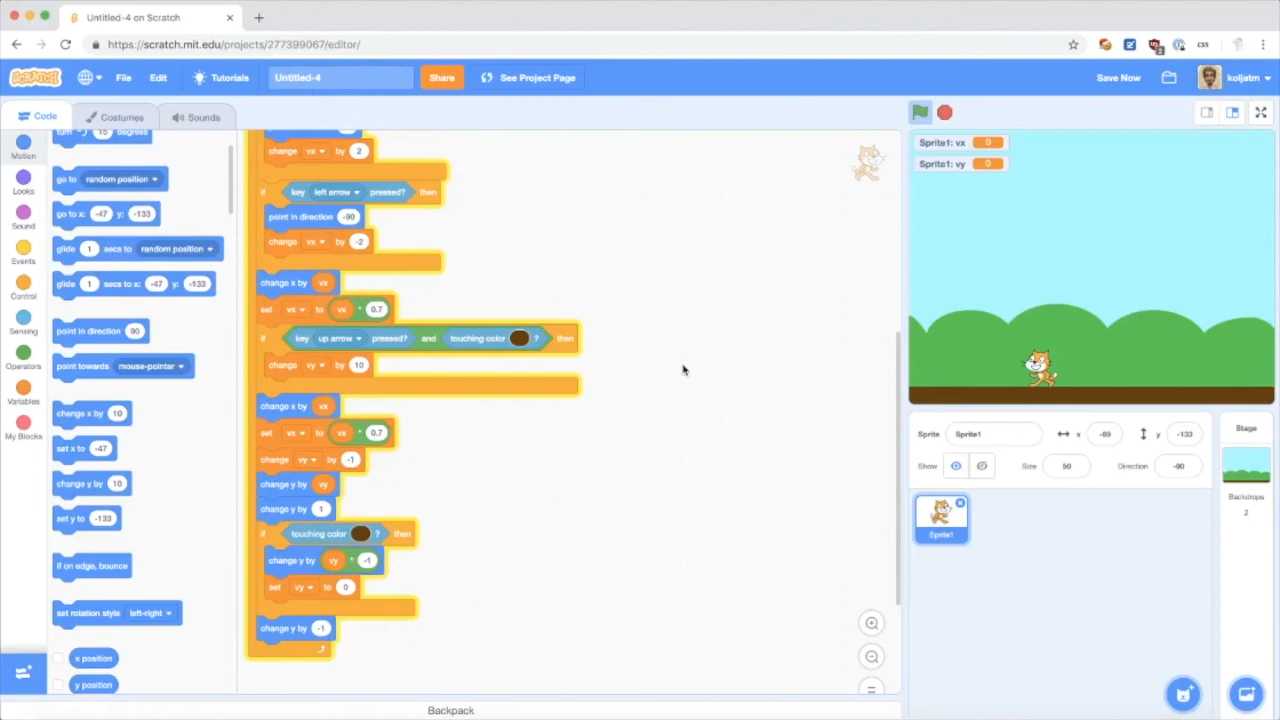 Untitled-4 on Scratch
https://scratch.mit.edu/projects/277399067/editor/
css
2
SCRATCH File Edit Tutorials Untitled-4 Share See Project Page Save Now koljatm
Code Costumes Sounds
Motion
Looks
Sound
Events
Control
Sensing
Operators
Variables
My Blocks
turn 15 degrees
go to random position
go to x: -47 y: -133
glide 1 secs to random position
glide 1 secs to x: -47 y: -133
point in direction 90
point towards mouse-pointer
change x by 10
set x to -47
change y by 10
set y to -133
if on edge, bounce
set rotation style left-right
x position
y position
change vx by 2
if key left arrow pressed? then
point in direction -90
change vx by -2
change x by vx
set vx to vx * 0.7
if key up arrow pressed? and touching color ? then
change vy by 10
change x by vx
set vx to vx * 0.7
change vy by -1
change y by vy
change y by 1
if touching color ? then
change y by vy * -1
set vy to 0
change y by -1
Sprite1: vx 0
Sprite1: vy 0
Sprite Sprite1 x -69 y -133
Show Size 50 Direction -90
Sprite1
Stage
Backdrops
2
Backpack